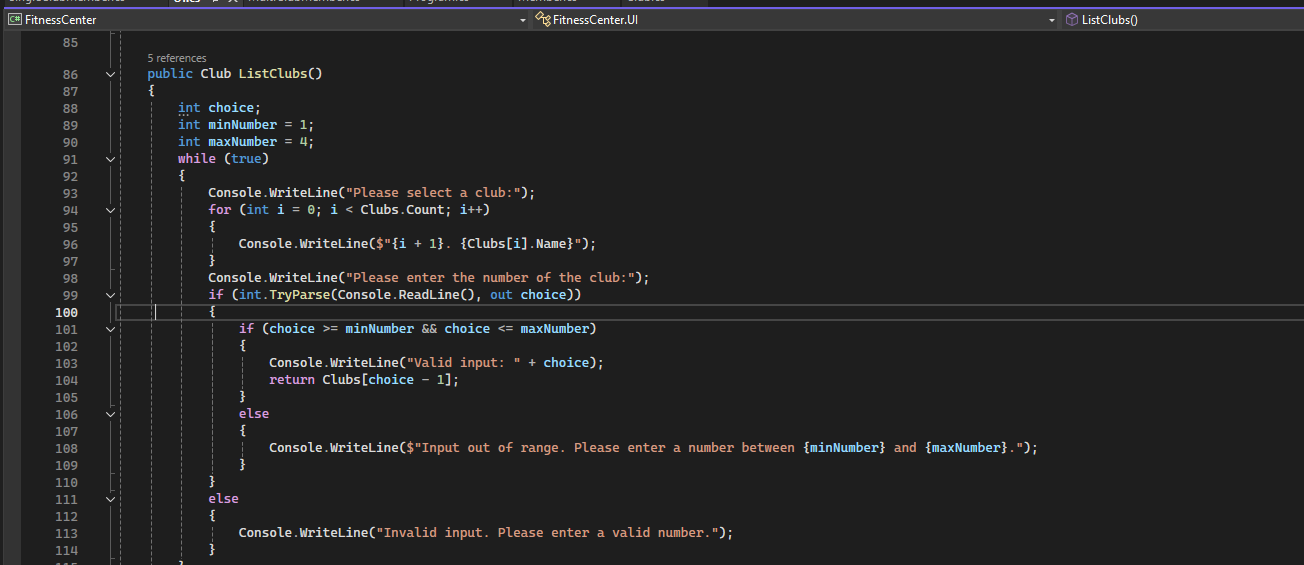 FitnessCenter FitnessCenter.UI ListClubs()
85
5 references
86 public Club ListClubs()
87 {
88 int choice;
89 int minNumber = 1;
90 int maxNumber = 4;
91 while (true)
92 {
93 Console.WriteLine("Please select a club:");
94 for (int i = 0; i < Clubs.Count; i++)
95 {
96 Console.WriteLine($"{i + 1}. {Clubs[i].Name}");
97 }
98 Console.WriteLine("Please enter the number of the club:");
99 if (int.TryParse(Console.ReadLine(), out choice))
100 {
101 if (choice >= minNumber && choice <= maxNumber)
102 {
103 Console.WriteLine("Valid input: " + choice);
104 return Clubs[choice - 1];
105 }
106 else
107 {
108 Console.WriteLine($"Input out of range. Please enter a number between {minNumber} and {maxNumber}.");
109 }
110 }
111 else
112 {
113 Console.WriteLine("Invalid input. Please enter a valid number.");
114 }